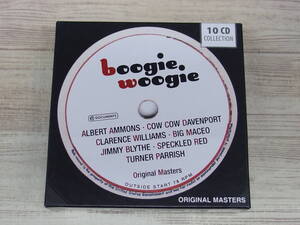 10 CD
COLLECTION
boogie
woogie
DOCUMENTS
ALBERT AMMONS · COW COW DAVENPORT
CLARENCE WILLIAMS · BIG MACEO
JIMMY BLYTHE · SPECKLED RED
TURNER PARRISH
Original Masters
OUTSIDE START 78 RPM
ORIGINAL MASTERS